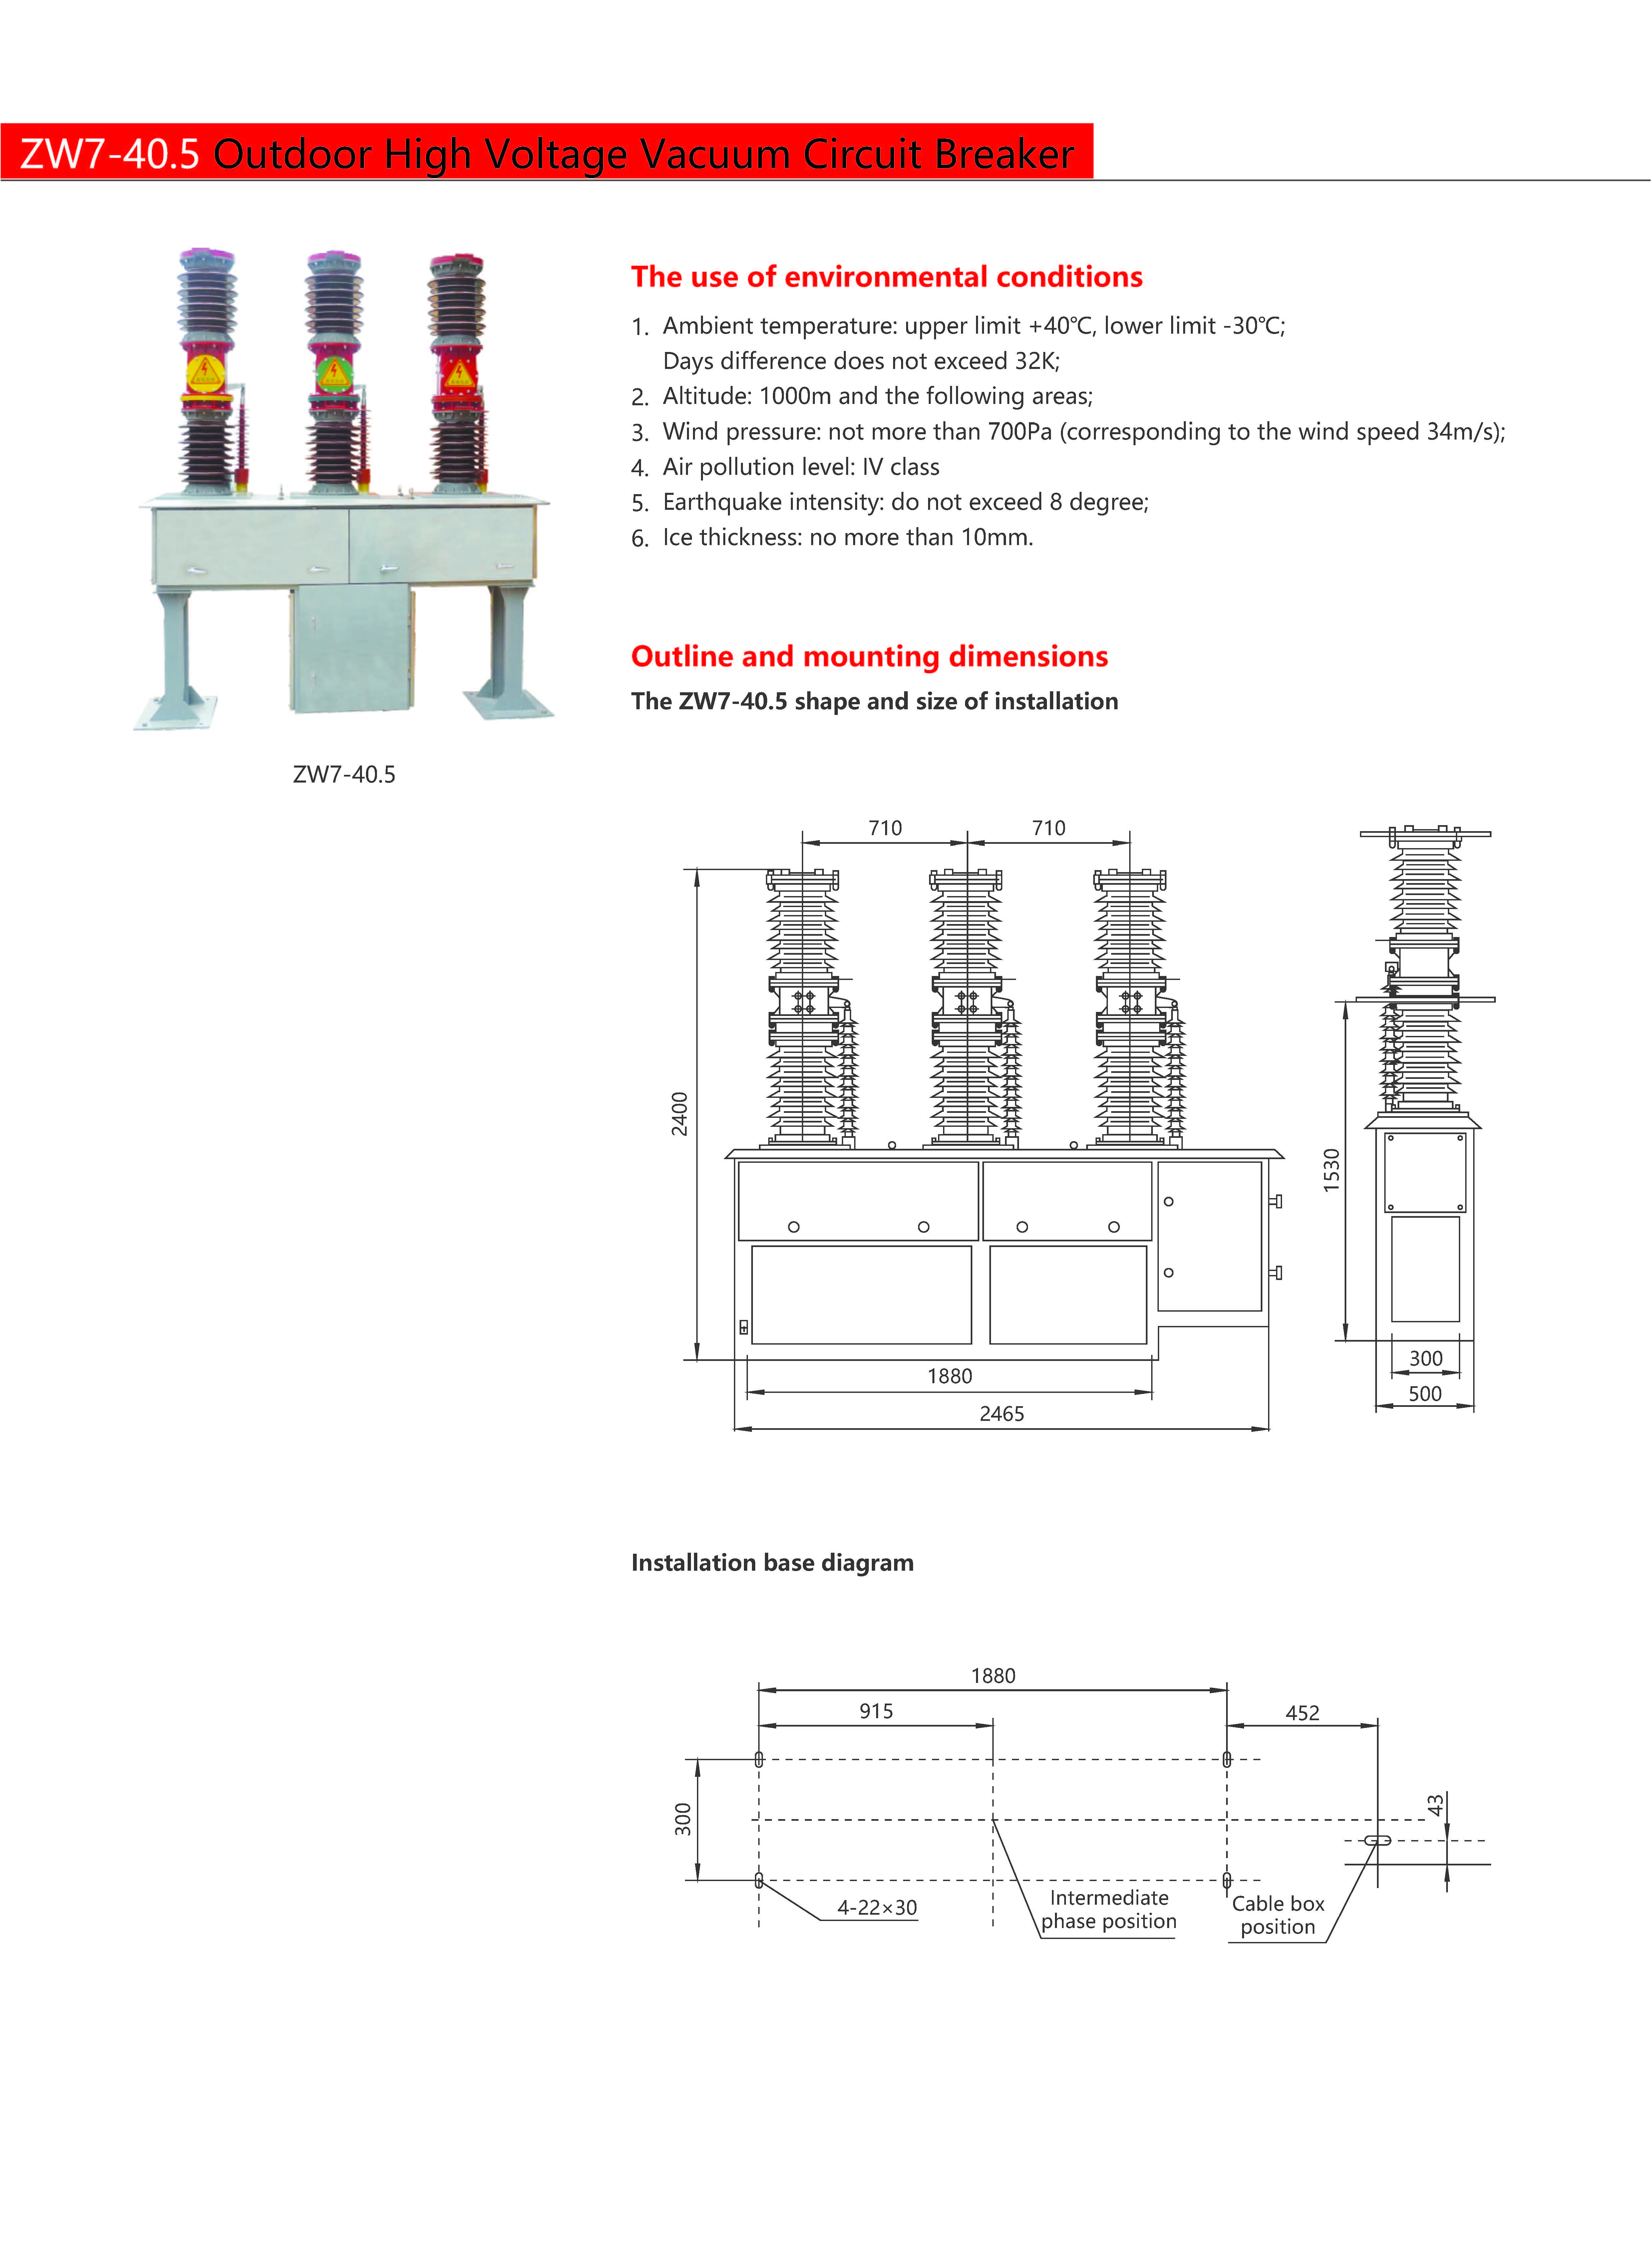 ZW7-40.5 Outdoor High Voltage Vacuum Circuit Breaker
The use of environmental conditions
1. Ambient temperature: upper limit +40℃, lower limit -30℃;
Days difference does not exceed 32K;
2. Altitude: 1000m and the following areas;
3. Wind pressure: not more than 700Pa (corresponding to the wind speed 34m/s);
4. Air pollution level: IV class
5. Earthquake intensity: do not exceed 8 degree;
6. Ice thickness: no more than 10mm.
Outline and mounting dimensions
The ZW7-40.5 shape and size of installation
ZW7-40.5
710
710
2400
1530
1880
2465
300
500
Installation base diagram
1880
915
452
300
43
4-22×30
Intermediate
phase position
Cable box
position